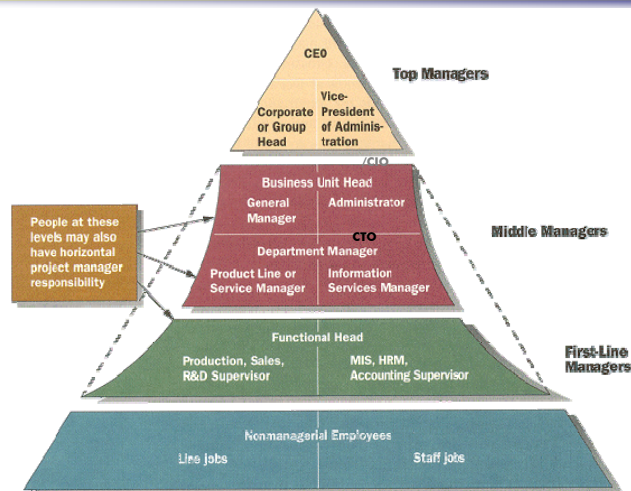 CEO
Top Managers
Corporate
or Group
Head
Vice-
President
of Adminis-
tration
/CIO
Business Unit Head
General
Manager
Administrator
People at these
levels may also
have horizontal
project manager
responsibility
CTO
Middle Managers
Department Manager
Product Line or
Service Manager
Information
Services Manager
Functional Head
First-Line
Managers
Production, Sales,
R&D Supervisor
MIS, HRM,
Accounting Supervisor
Nonmanagerial Employees
Line jobs
Staff jobs